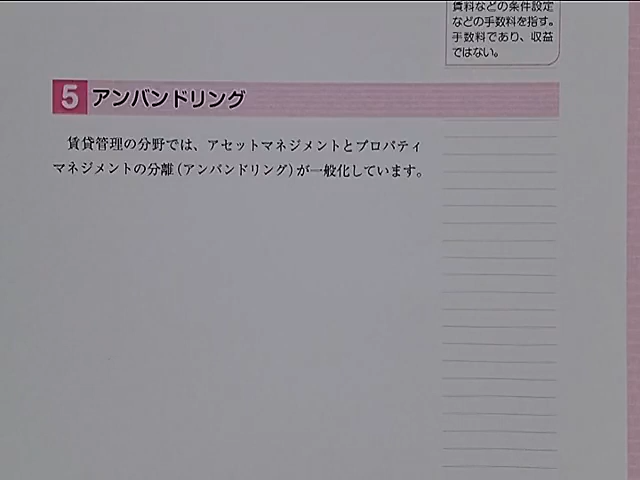 賃料などの条件設定
などの手数料を指す。
手数料であり、収益
ではない。
5 アンバンドリング
賃貸管理の分野では、アセットマネジメントとプロパティ
マネジメントの分離(アンバンドリング)が一般化しています。